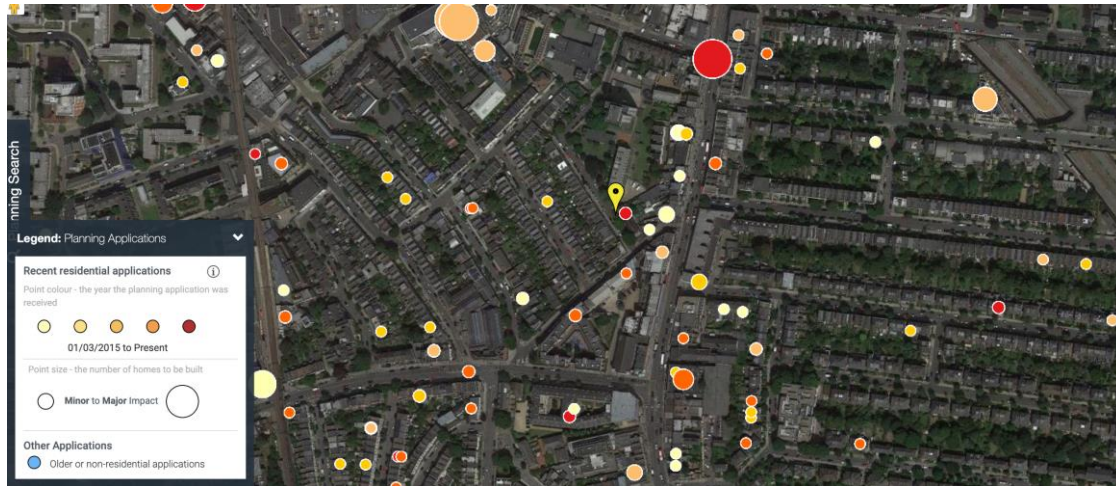 nning Search
Legend: Planning Applications
Recent residential applications
Point colour - the year the planning application was
received
01/03/2015 to Present
Point size - the number of homes to be built
Minor to Major Impact
Other Applications
Older or non-residential applications